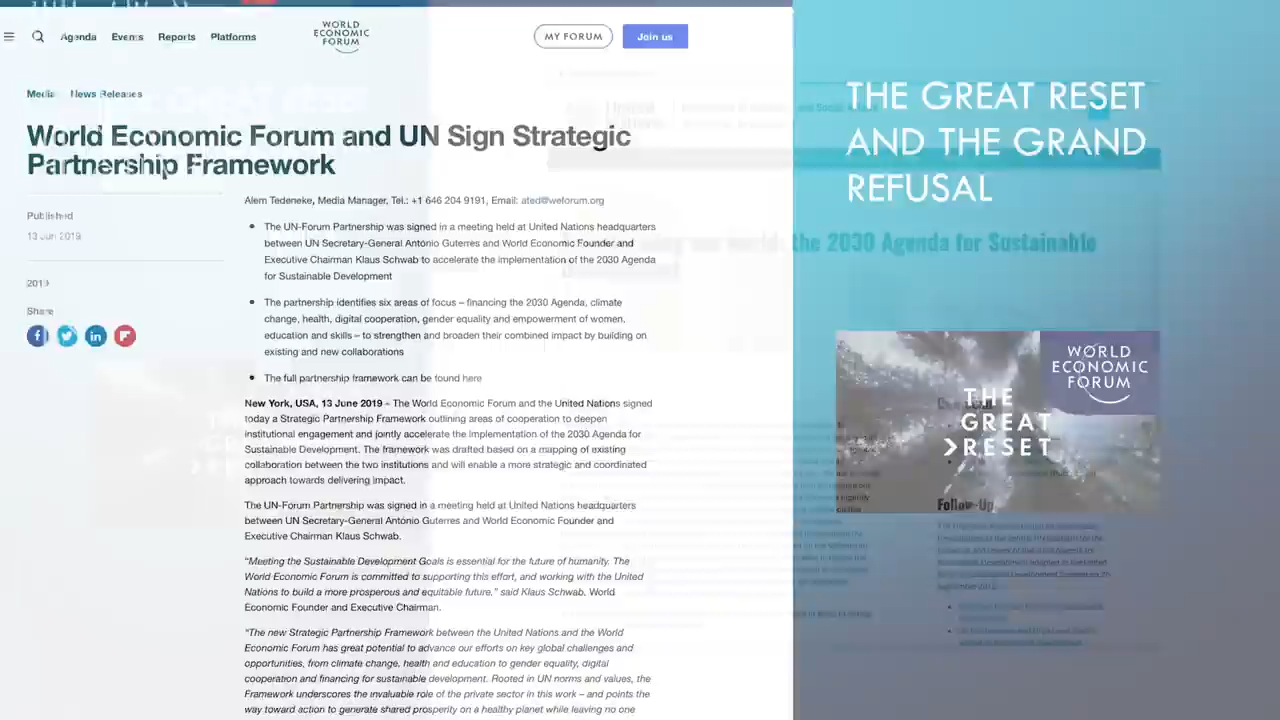 Agenda Events Reports Platforms
WORLD
ECONOMIC
FORUM
MY FORUM
Join us
Media News Releases
World Economic Forum and UN Sign Strategic
Partnership Framework
Published
13 Jun 2019
2019
Share
Alem Tedeneke, Media Manager, Tel.: +1 646 204 9191, Email: ated@weforum.org
• The UN-Forum Partnership was signed in a meeting held at United Nations headquarters
between UN Secretary-General António Guterres and World Economic Founder and
Executive Chairman Klaus Schwab to accelerate the implementation of the 2030 Agenda
for Sustainable Development
• The partnership identifies six areas of focus – financing the 2030 Agenda, climate
change, health, digital cooperation, gender equality and empowerment of women,
education and skills – to strengthen and broaden their combined impact by building on
existing and new collaborations
• The full partnership framework can be found here
New York, USA, 13 June 2019 – The World Economic Forum and the United Nations signed
today a Strategic Partnership Framework outlining areas of cooperation to deepen
institutional engagement and jointly accelerate the implementation of the 2030 Agenda for
Sustainable Development. The framework was drafted based on a mapping of existing
collaboration between the two institutions and will enable a more strategic and coordinated
approach towards delivering impact.
The UN-Forum Partnership was signed in a meeting held at United Nations headquarters
between UN Secretary-General António Guterres and World Economic Founder and
Executive Chairman Klaus Schwab.
"Meeting the Sustainable Development Goals is essential for the future of humanity. The
World Economic Forum is committed to supporting this effort, and working with the United
Nations to build a more prosperous and equitable future." said Klaus Schwab, World
Economic Founder and Executive Chairman.
"The new Strategic Partnership Framework between the United Nations and the World
Economic Forum has great potential to advance our efforts on key global challenges and
opportunities, from climate change, health and education to gender equality, digital
cooperation and financing for sustainable development. Rooted in UN norms and values, the
Framework underscores the invaluable role of the private sector in this work – and points the
way toward action to generate shared prosperity on a healthy planet while leaving no one
THE GREAT RESET
AND THE GRAND
REFUSAL
the 2030 Agenda for Sustainable
WORLD
ECONOMIC
FORUM
THE
GREAT
RESET
Follow-Up